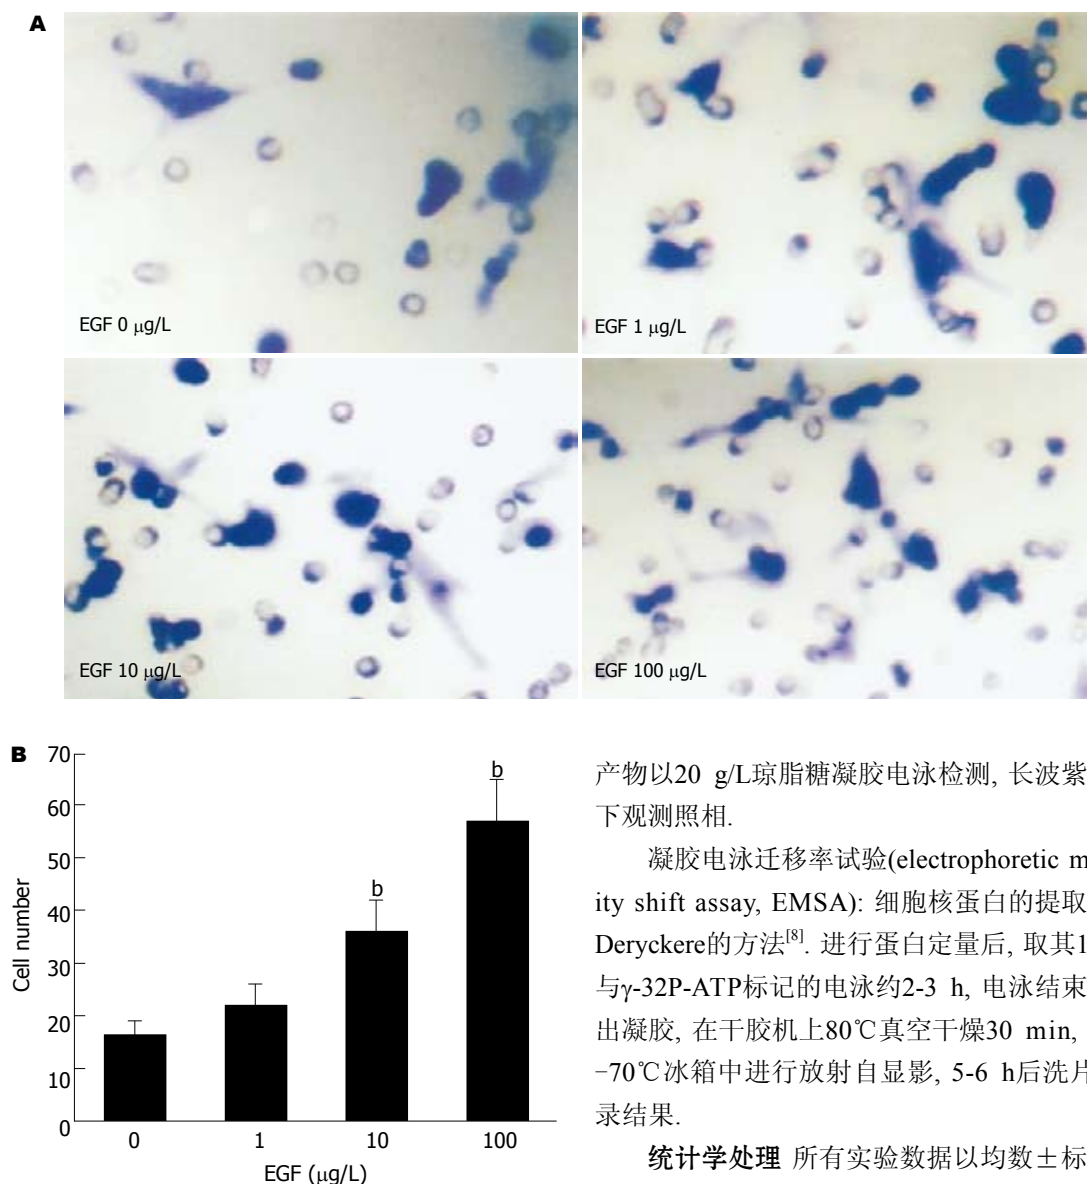 A
EGF 0 μg/L
EGF 1 μg/L
EGF 10 μg/L
EGF 100 μg/L
B
70
60
50
40
30
20
10
0
Cell number
b
b
0 1 10 100
EGF (μg/L)
产物以20 g/L琼脂糖凝胶电泳检测, 长波紫
下观测照相.
凝胶电泳迁移率试验(electrophoretic m
ity shift assay, EMSA): 细胞核蛋白的提取
Deryckere的方法[8]. 进行蛋白定量后, 取其1
与γ-32P-ATP标记的电泳约2-3 h, 电泳结束
出凝胶, 在干胶机上80℃真空干燥30 min,
-70℃冰箱中进行放射自显影, 5-6 h后洗片
录结果.
统计学处理 所有实验数据以均数±标